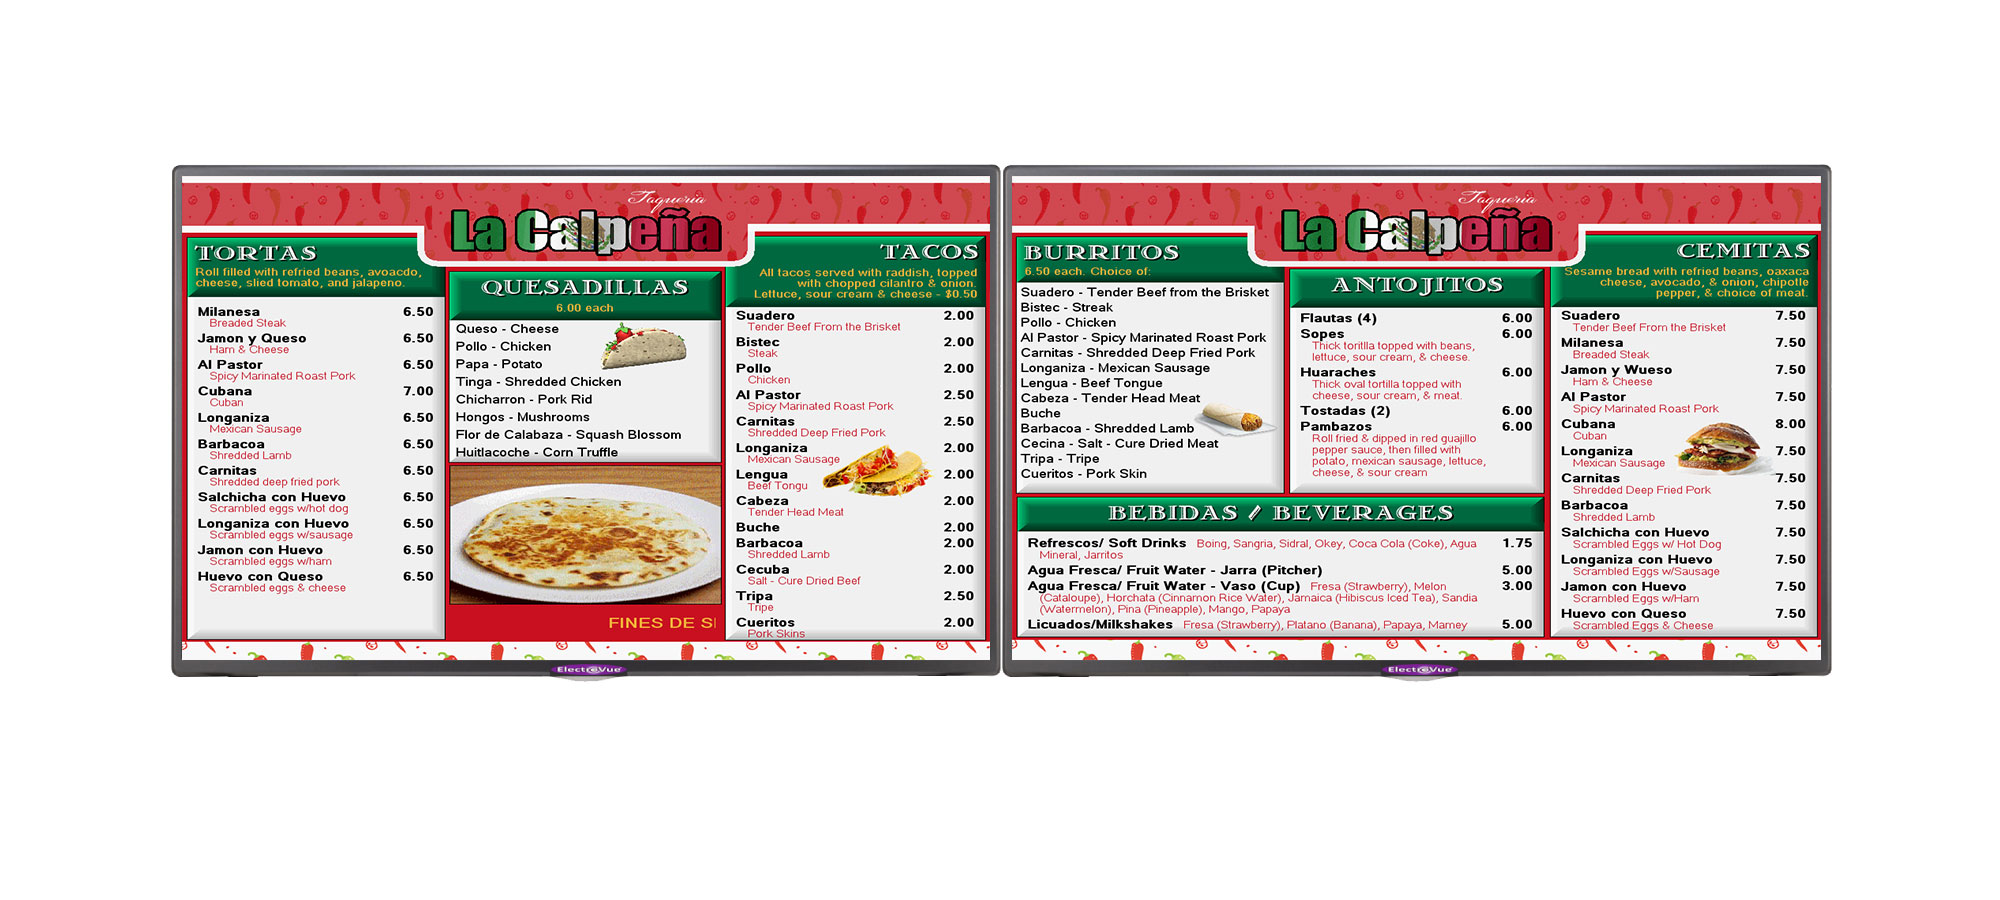 Taqueria
La Calpeña
TORTAS
Roll filled with refried beans, avoacdo,
cheese, slied tomato, and jalapeno.
Milanesa 6.50
Breaded Steak
Jamon y Queso 6.50
Ham & Cheese
Al Pastor 6.50
Spicy Marinated Roast Pork
Cubana 7.00
Cuban
Longaniza 6.50
Mexican Sausage
Barbacoa 6.50
Shredded Lamb
Carnitas 6.50
Shredded deep fried pork
Salchicha con Huevo 6.50
Scrambled eggs w/hot dog
Longaniza con Huevo 6.50
Scrambled eggs w/sausage
Jamon con Huevo 6.50
Scrambled eggs w/ham
Huevo con Queso 6.50
Scrambled eggs & cheese
QUESADILLAS
6.00 each
Queso - Cheese
Pollo - Chicken
Papa - Potato
Tinga - Shredded Chicken
Chicharron - Pork Rid
Hongos - Mushrooms
Flor de Calabaza - Squash Blossom
Huitlacoche - Corn Truffle
FINES DE S
TACOS
All tacos served with raddish, topped
with chopped cilantro & onion.
Lettuce, sour cream & cheese - $0.50
Suadero 2.00
Tender Beef From the Brisket
Bistec 2.00
Steak
Pollo 2.00
Chicken
Al Pastor 2.50
Spicy Marinated Roast Pork
Carnitas 2.50
Shredded Deep Fried Pork
Longaniza 2.00
Mexican Sausage
Lengua 2.00
Beef Tongu
Cabeza 2.00
Tender Head Meat
Buche 2.00
Barbacoa 2.00
Shredded Lamb
Cecuba 2.00
Salt - Cure Dried Beef
Tripa 2.50
Tripe
Cueritos 2.00
Pork Skins
ElectroVue
Taqueria
La Calpeña
BURRITOS
6.50 each. Choice of:
Suadero - Tender Beef from the Brisket
Bistec - Streak
Pollo - Chicken
Al Pastor - Spicy Marinated Roast Pork
Carnitas - Shredded Deep Fried Pork
Longaniza - Mexican Sausage
Lengua - Beef Tongue
Cabeza - Tender Head Meat
Buche
Barbacoa - Shredded Lamb
Cecina - Salt - Cure Dried Meat
Tripa - Tripe
Cueritos - Pork Skin
ANTOJITOS
Flautas (4) 6.00
Sopes 6.00
Thick toritlla topped with beans,
lettuce, sour cream, & cheese.
Huaraches 6.00
Thick oval tortilla topped with
cheese, sour cream, & meat.
Tostadas (2) 6.00
Pambazos 6.00
Roll fried & dipped in red guajillo
pepper sauce, then filled with
potato, mexican sausage, lettuce,
cheese, & sour cream
BEBIDAS / BEVERAGES
Refrescos/ Soft Drinks Boing, Sangria, Sidral, Okey, Coca Cola (Coke), Agua 1.75
Mineral, Jarritos
Agua Fresca/ Fruit Water - Jarra (Pitcher) 5.00
Agua Fresca/ Fruit Water - Vaso (Cup) Fresa (Strawberry), Melon 3.00
(Cataloupe), Horchata (Cinnamon Rice Water), Jamaica (Hibiscus Iced Tea), Sandia
(Watermelon), Pina (Pineapple), Mango, Papaya
Licuados/Milkshakes Fresa (Strawberry), Platano (Banana), Papaya, Mamey 5.00
CEMITAS
Sesame bread with refried beans, oaxaca
cheese, avocado, & onion, chipotle
pepper, & choice of meat.
Suadero 7.50
Tender Beef From the Brisket
Milanesa 7.50
Breaded Steak
Jamon y Wueso 7.50
Ham & Cheese
Al Pastor 7.50
Spicy Marinated Roast Pork
Cubana 8.00
Cuban
Longaniza 7.50
Mexican Sausage
Carnitas 7.50
Shredded Deep Fried Pork
Barbacoa 7.50
Shredded Lamb
Salchicha con Huevo 7.50
Scrambled Eggs w/ Hot Dog
Longaniza con Huevo 7.50
Scrambled Eggs w/Sausage
Jamon con Huevo 7.50
Scrambled Eggs w/Ham
Huevo con Queso 7.50
Scrambled Eggs & Cheese
ElectroVue